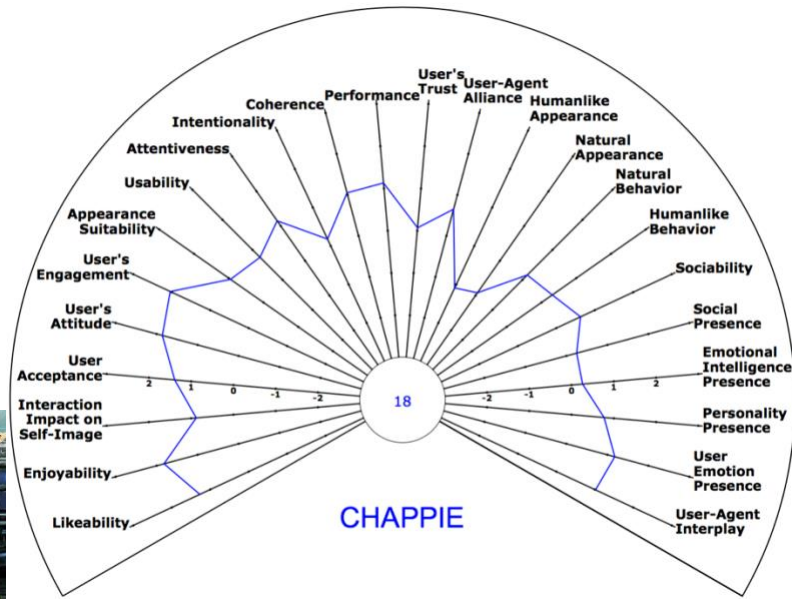 User's
Trust
User-Agent
Alliance
Performance
Humanlike
Appearance
Coherence
Intentionality
Natural
Appearance
Attentiveness
Natural
Behavior
Usability
Humanlike
Behavior
Appearance
Suitability
User's
Engagement
Sociability
User's
Attitude
Social
Presence
User
Acceptance
Emotional
Intelligence
Presence
2 1 0 -1 -2
-2 -1 0 1 2
18
Interaction
Impact on
Self-Image
Personality
Presence
Enjoyability
User
Emotion
Presence
Likeability
User-Agent
Interplay
CHAPPIE